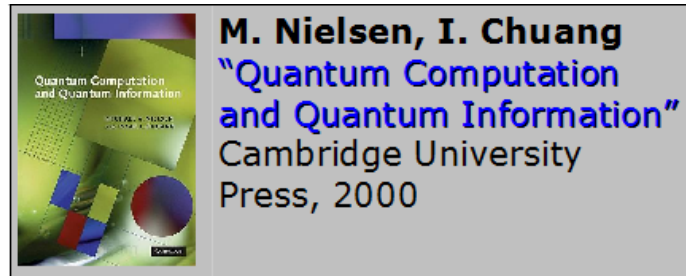 Quantum Computation
and Quantum Information
M. Nielsen, I. Chuang
“Quantum Computation
and Quantum Information”
Cambridge University
Press, 2000